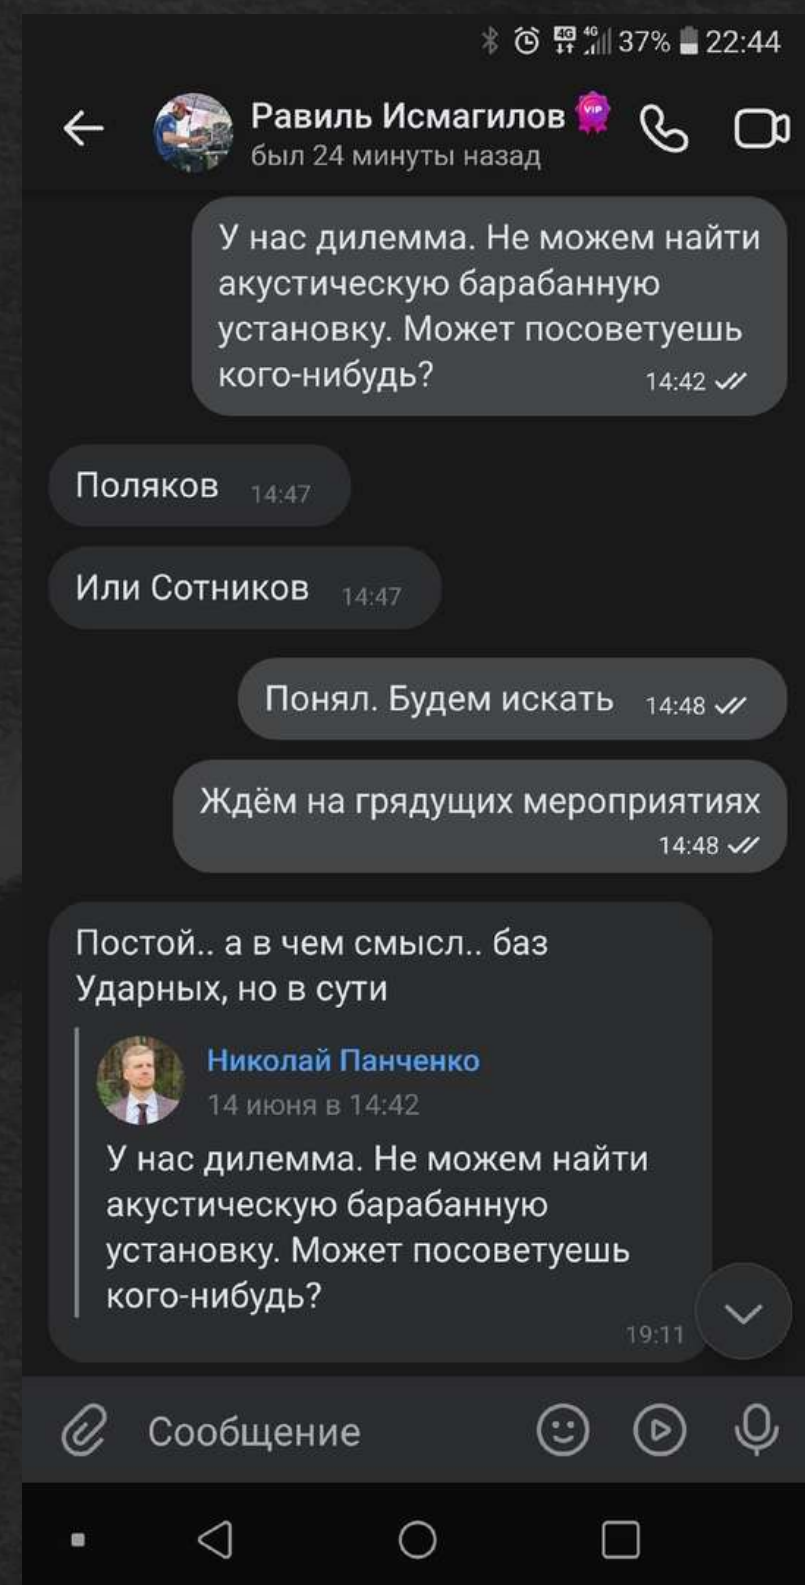 4G 4G 37% 22:44
Равиль Исмагилов VIP
был 24 минуты назад
У нас дилемма. Не можем найти
акустическую барабанную
установку. Может посоветуешь
кого-нибудь? 14:42
Поляков 14:47
Или Сотников 14:47
Понял. Будем искать 14:48
Ждём на грядущих мероприятиях
14:48
Постой.. а в чем смысл.. баз
Ударных, но в сути
Николай Панченко
14 июня в 14:42
У нас дилемма. Не можем найти
акустическую барабанную
установку. Может посоветуешь
кого-нибудь?
19:11
Сообщение